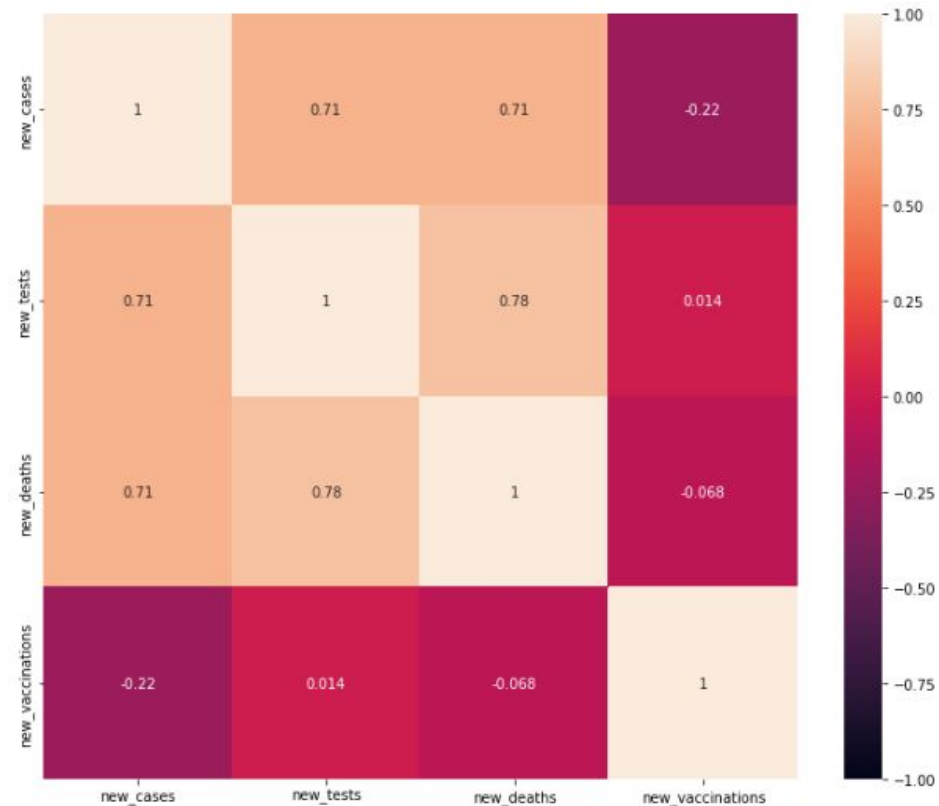 new_cases 1 0.71 0.71 -0.22
new_tests 0.71 1 0.78 0.014
new_deaths 0.71 0.78 1 -0.068
new_vaccinations -0.22 0.014 -0.068 1
new_cases new_tests new_deaths new_vaccinations
1.00
0.75
0.50
0.25
0.00
−0.25
−0.50
−0.75
−1.00